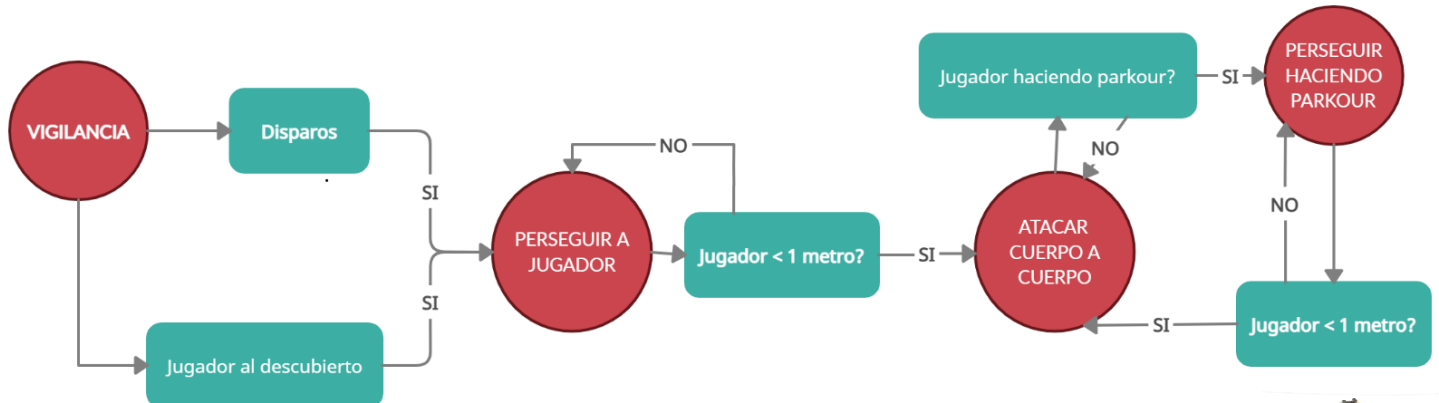 VIGILANCIA
Disparos
SI
SI
Jugador al descubierto
PERSEGUIR A
JUGADOR
NO
Jugador < 1 metro?
SI
ATACAR
CUERPO A
CUERPO
Jugador haciendo parkour?
NO
SI
PERSEGUIR
HACIENDO
PARKOUR
NO
Jugador < 1 metro?
SI